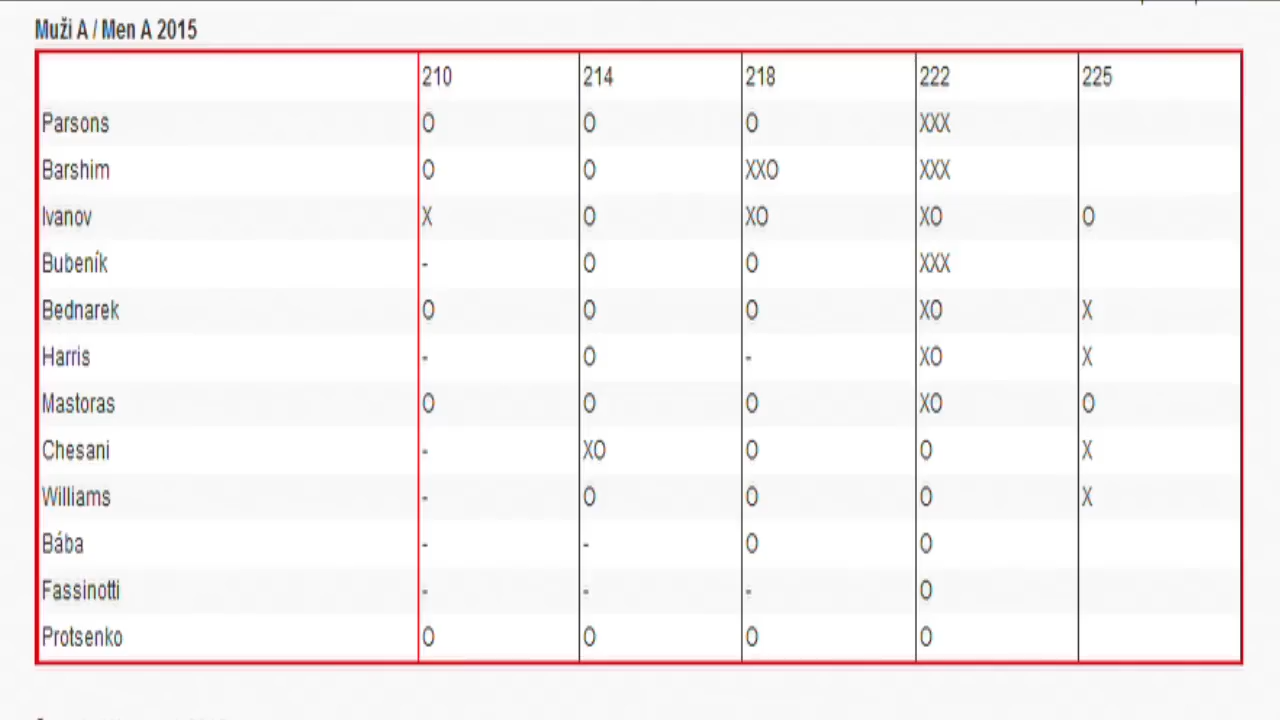 Muži A / Men A 2015
210 214 218 222 225
Parsons O O O XXX
Barshim O O XXO XXX
Ivanov X O XO XO O
Bubeník - O O XXX
Bednarek O O O XO X
Harris - O - XO X
Mastoras O O O XO O
Chesani - XO O O X
Williams - O O O X
Bába - - O O
Fassinotti - - - O
Protsenko O O O O